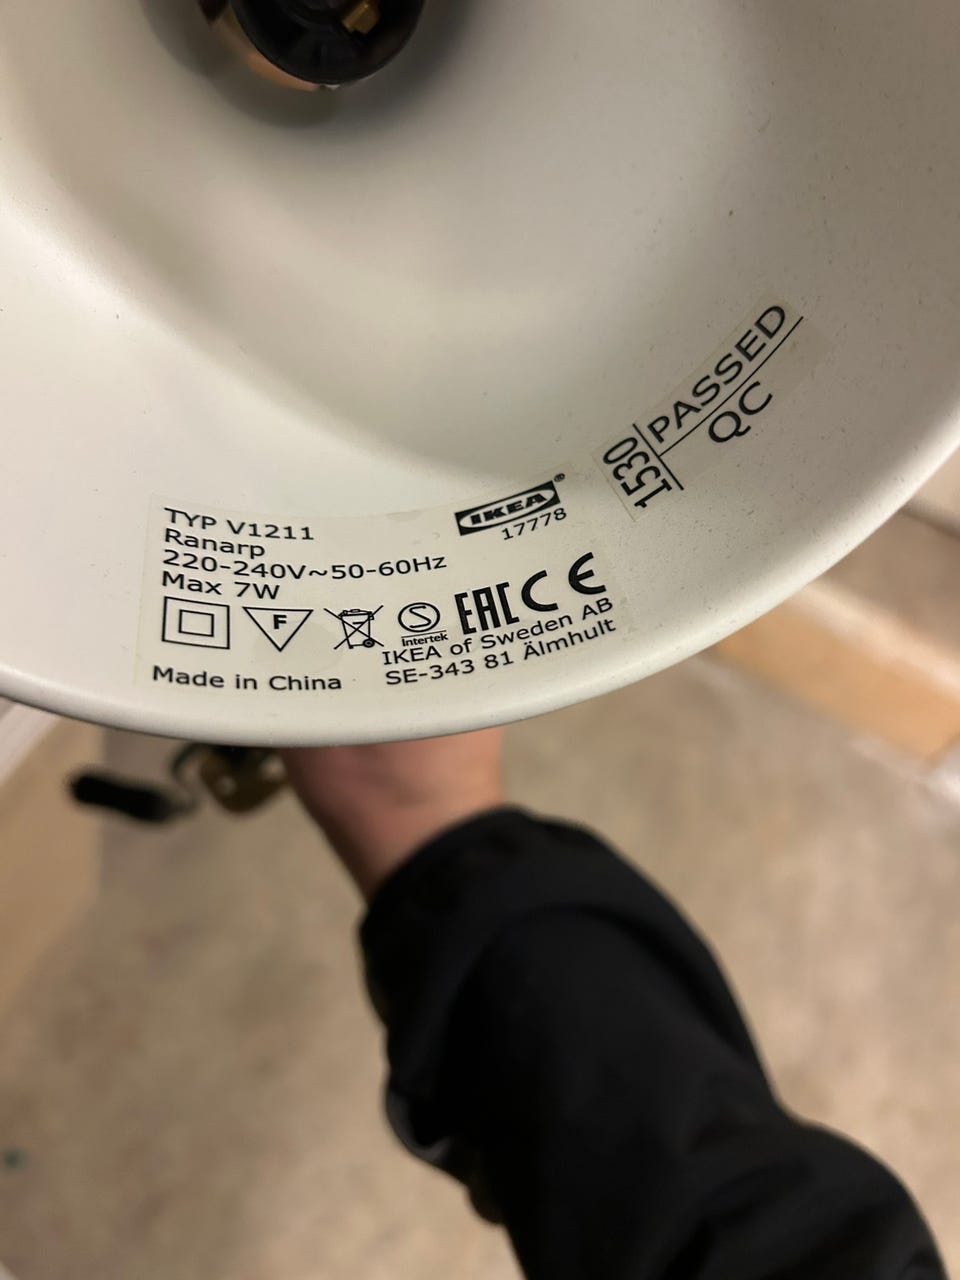 TYP V1211
Ranarp
220-240V~50-60Hz
Max 7W
F
S
Intertek
EAC CE
Made in China
IKEA®
17778
IKEA of Sweden AB
SE-343 81 Älmhult
1530
PASSED
QC